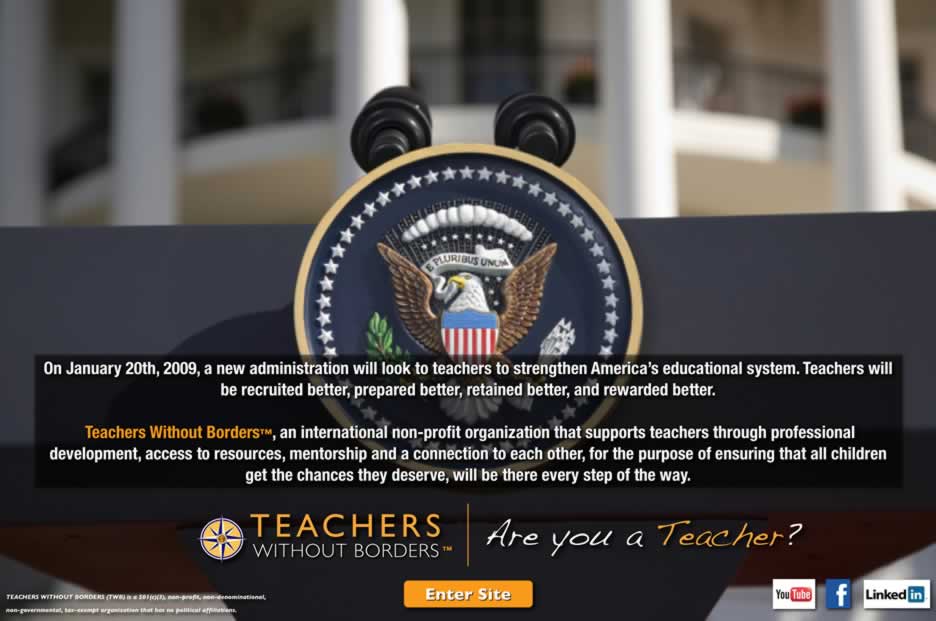 E PLURIBUS UNUM
On January 20th, 2009, a new administration will look to teachers to strengthen America's educational system. Teachers will
be recruited better, prepared better, retained better, and rewarded better.
Teachers Without Borders™, an international non-profit organization that supports teachers through professional
development, access to resources, mentorship and a connection to each other, for the purpose of ensuring that all children
get the chances they deserve, will be there every step of the way.
TEACHERS
WITHOUT BORDERS™
Are you a Teacher?
Enter Site
TEACHERS WITHOUT BORDERS (TWB) is a 501(c)(3), non-profit, non-denominational,
non-governmental, tax-exempt organization that has no political affiliations.
YouTube
f
Linked in